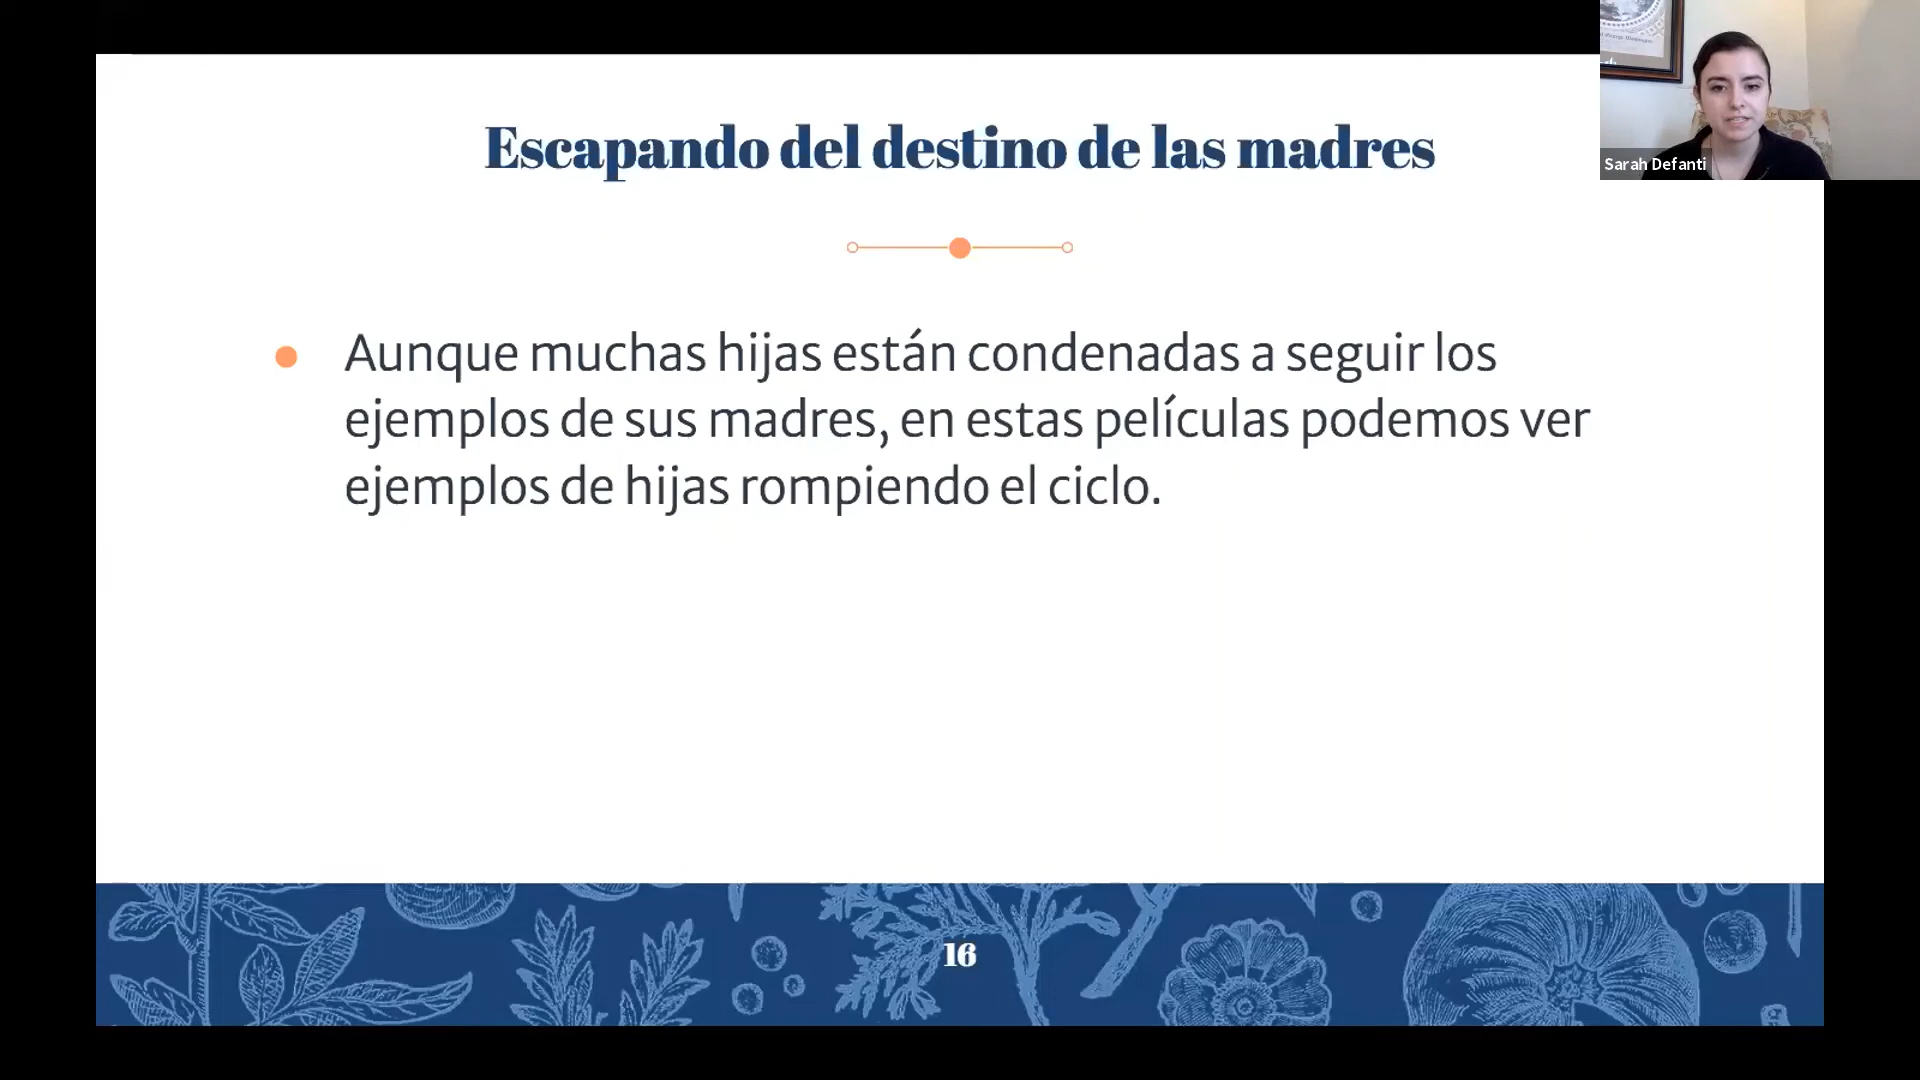 Escapando del destino de las madres
Sarah Defanti
Aunque muchas hijas están condenadas a seguir los
ejemplos de sus madres, en estas películas podemos ver
ejemplos de hijas rompiendo el ciclo.
16